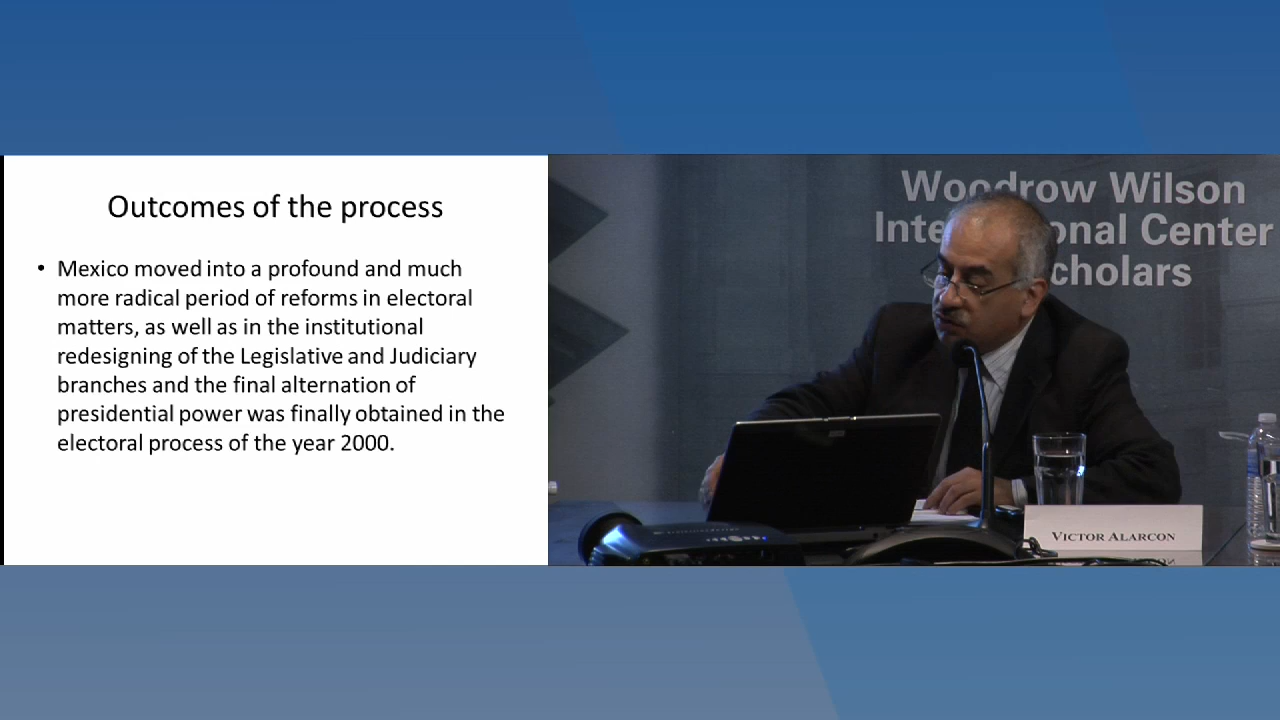 Outcomes of the process
• Mexico moved into a profound and much
more radical period of reforms in electoral
matters, as well as in the institutional
redesigning of the Legislative and Judiciary
branches and the final alternation of
presidential power was finally obtained in the
electoral process of the year 2000.
Woodrow Wilson
Inte onal Center
cholars
VICTOR ALARCON